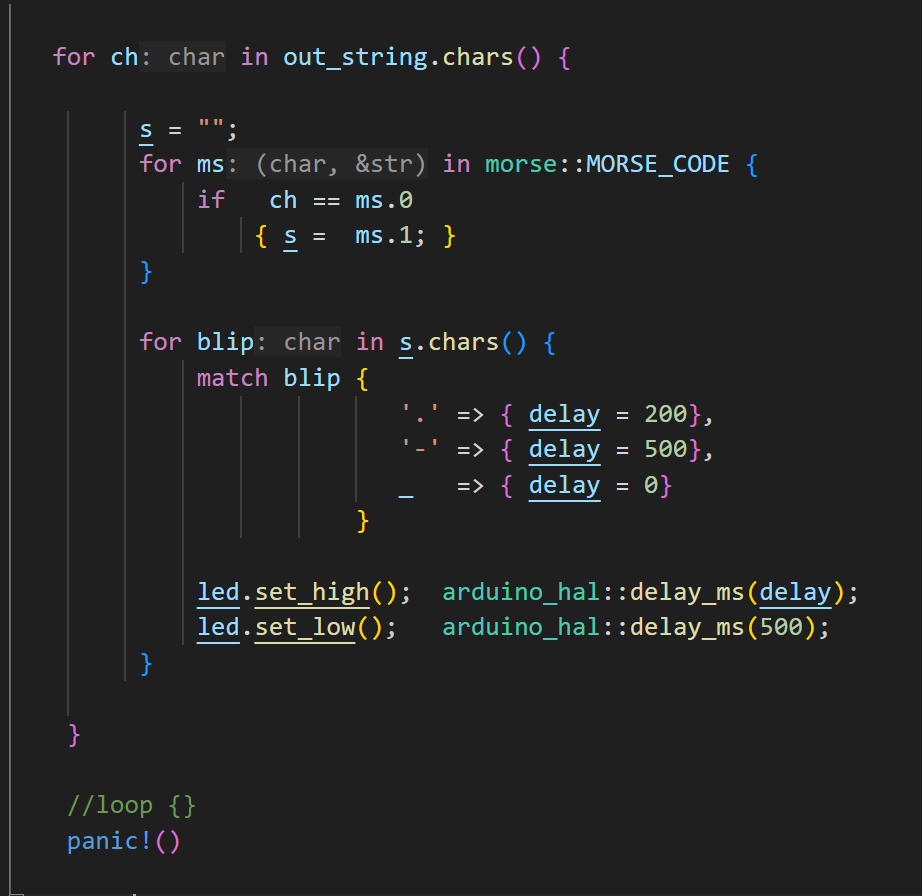 for ch: char in out_string.chars() {
s = "";
for ms: (char, &str) in morse::MORSE_CODE {
if   ch == ms.0
{ s =  ms.1; }
}
for blip: char in s.chars() {
match blip {
'.' => { delay = 200},
'-' => { delay = 500},
_   => { delay = 0}
}
led.set_high();  arduino_hal::delay_ms(delay);
led.set_low();   arduino_hal::delay_ms(500);
}
}
//loop {}
panic!()